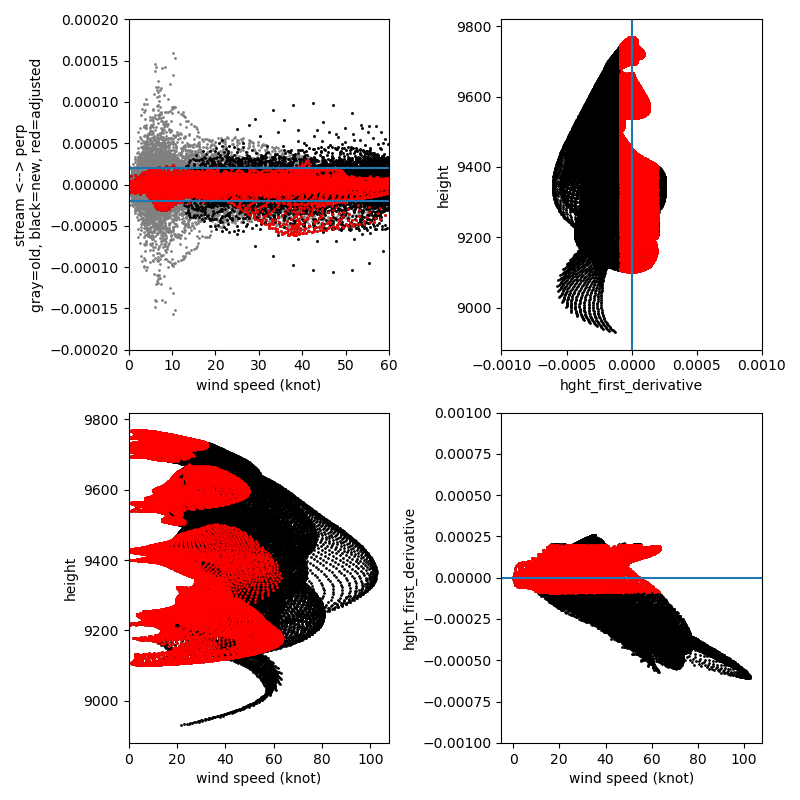 0.00020
0.00015
0.00010
0.00005
0.00000
−0.00005
−0.00010
−0.00015
−0.00020
stream <--> perp
gray=old, black=new, red=adjusted
0 10 20 30 40 50 60
wind speed (knot)
9800
9600
9400
9200
9000
height
−0.0010 −0.0005 0.0000 0.0005 0.0010
hght_first_derivative
9800
9600
9400
9200
9000
height
0 20 40 60 80 100
wind speed (knot)
0.00100
0.00075
0.00050
0.00025
0.00000
−0.00025
−0.00050
−0.00075
−0.00100
hght_first_derivative
0 20 40 60 80 100
wind speed (knot)